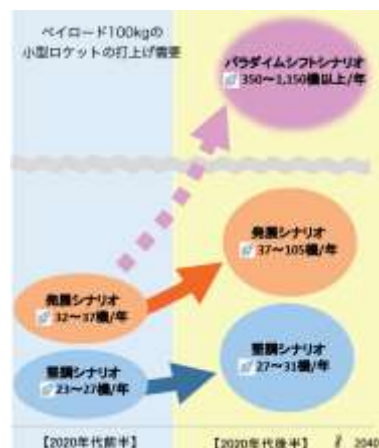 ペイロード100kgの
小型ロケットの打上げ需要
パラダイムシフトシナリオ
350〜1,150機以上/年
発展シナリオ
37〜105機/年
発展シナリオ
32〜37機/年
堅調シナリオ
27〜31機/年
堅調シナリオ
23〜27機/年
【2020年代前半】
【2020年代後半】
2040